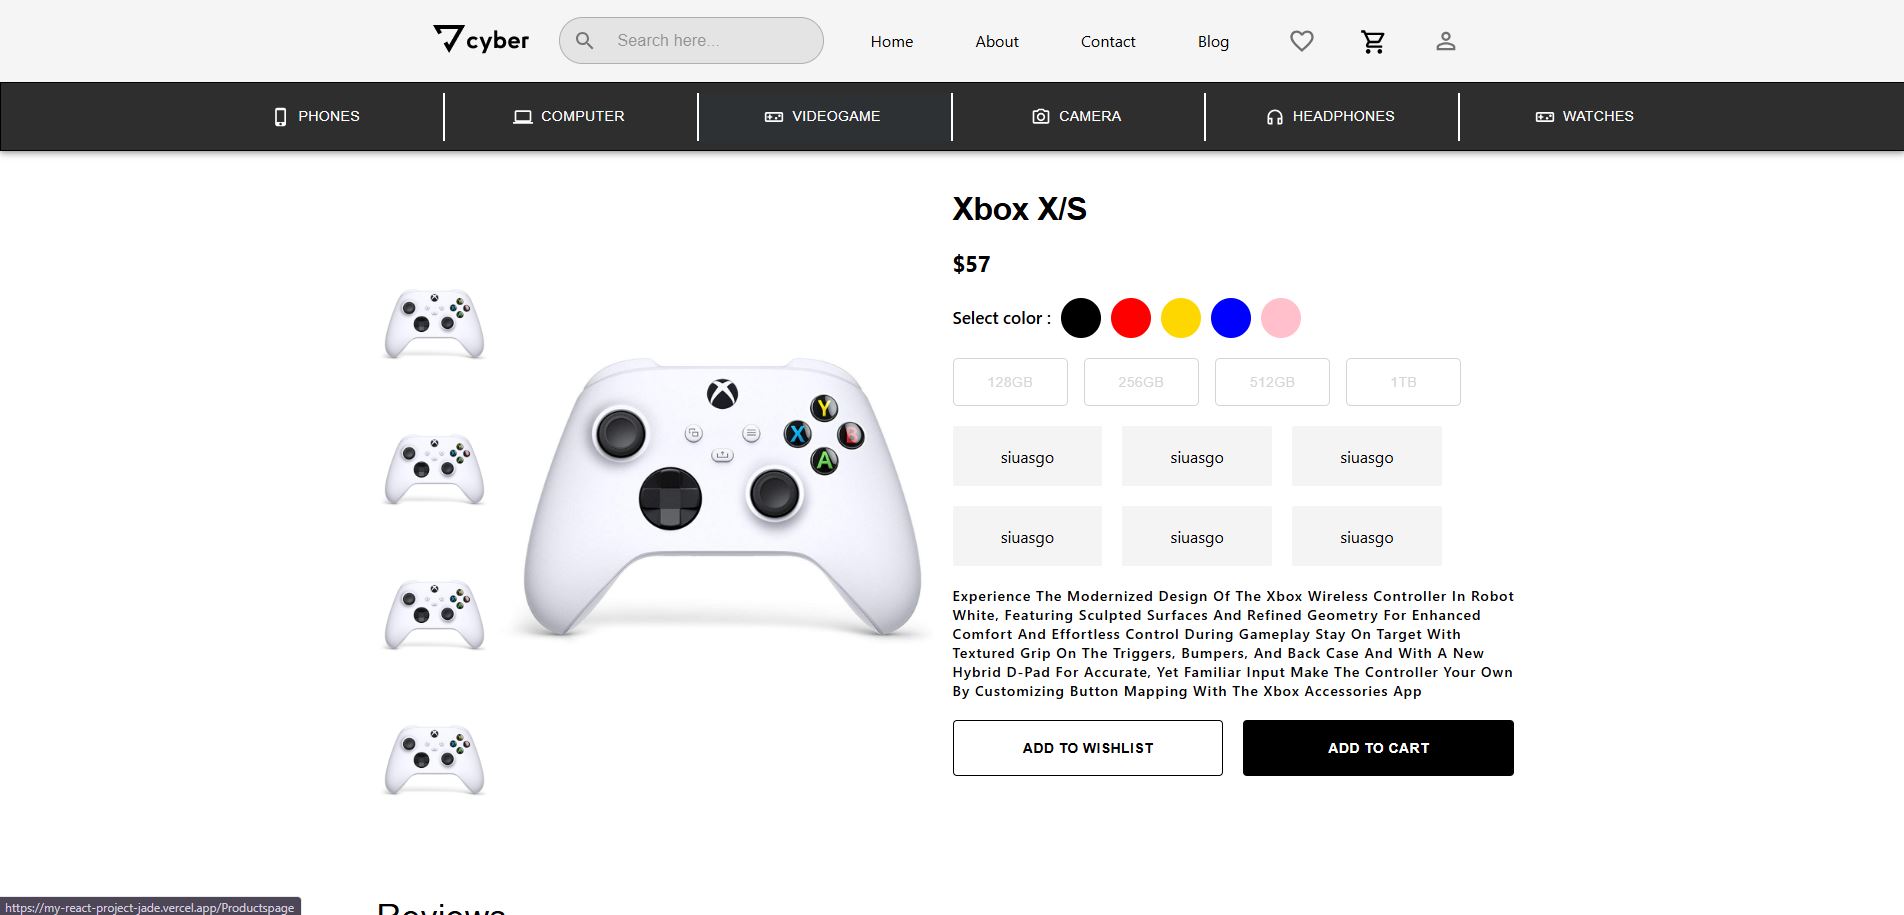 cyber
Search here...
Home
About
Contact
Blog
PHONES
COMPUTER
VIDEOGAME
CAMERA
HEADPHONES
WATCHES
Xbox X/S
$57
Select color :
128GB
256GB
512GB
1TB
siuasgo
siuasgo
siuasgo
siuasgo
siuasgo
siuasgo
Y
X
B
A
Experience The Modernized Design Of The Xbox Wireless Controller In Robot
White, Featuring Sculpted Surfaces And Refined Geometry For Enhanced
Comfort And Effortless Control During Gameplay Stay On Target With
Textured Grip On The Triggers, Bumpers, And Back Case And With A New
Hybrid D-Pad For Accurate, Yet Familiar Input Make The Controller Your Own
By Customizing Button Mapping With The Xbox Accessories App
ADD TO WISHLIST
ADD TO CART
Reviews
https://my-react-project-jade.vercel.app/Productspage